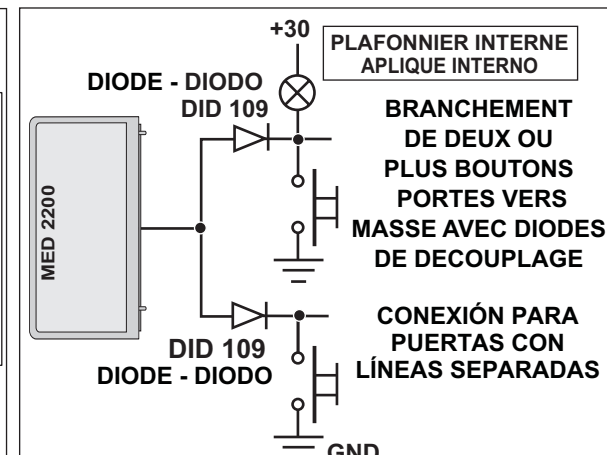 +30
PLAFONNIER INTERNE
APLIQUE INTERNO
DIODE - DIODO
DID 109
BRANCHEMENT
DE DEUX OU
PLUS BOUTONS
PORTES VERS
MASSE AVEC DIODES
DE DECOUPLAGE
MED 2200
CONEXIÓN PARA
PUERTAS CON
LÍNEAS SEPARADAS
DID 109
DIODE - DIODO
GND